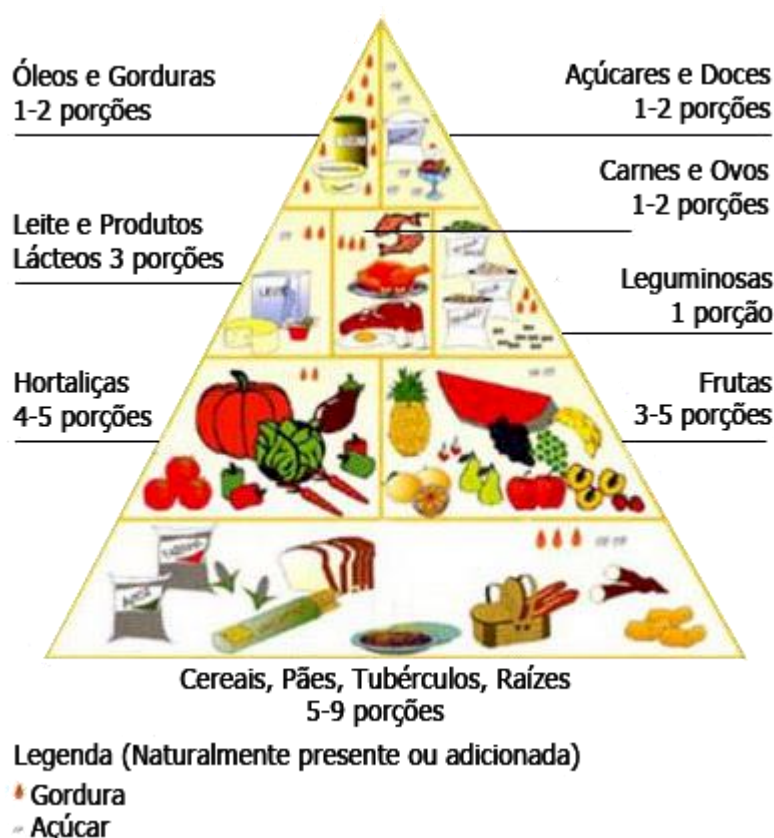 Óleos e Gorduras
1-2 porções
Açúcares e Doces
1-2 porções
Carnes e Ovos
1-2 porções
Leite e Produtos
Lácteos 3 porções
Leguminosas
1 porção
Hortaliças
4-5 porções
Frutas
3-5 porções
Cereais, Pães, Tubérculos, Raízes
5-9 porções
Legenda (Naturalmente presente ou adicionada)
Gordura
Açúcar